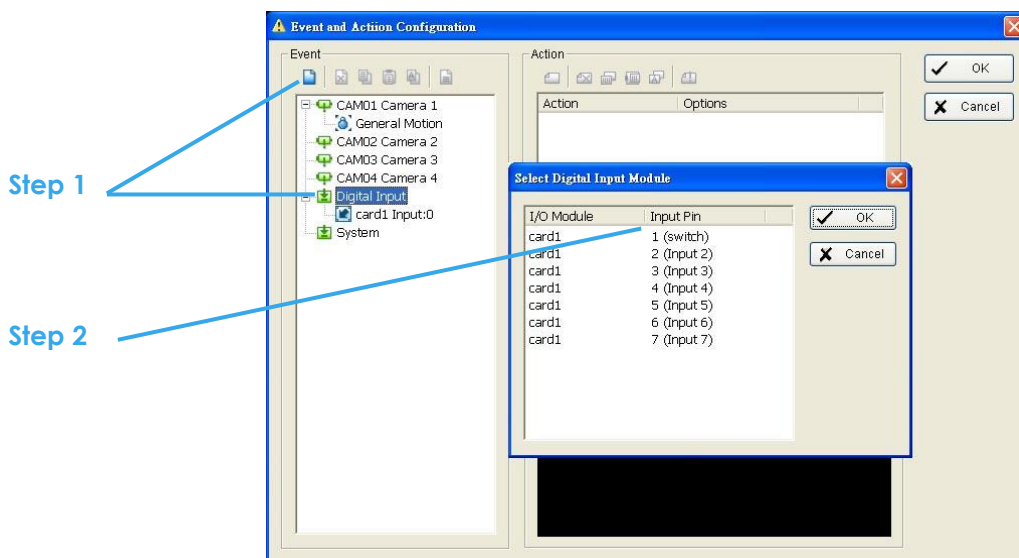 Event and Actiion Configuration
Event
Action
OK
Cancel
CAM01 Camera 1
General Motion
CAM02 Camera 2
CAM03 Camera 3
CAM04 Camera 4
Digital Input
card1 Input:0
System
Action Options
Step 1
Step 2
Select Digital Input Module
I/O Module Input Pin
card1 1 (switch)
card1 2 (Input 2)
card1 3 (Input 3)
card1 4 (Input 4)
card1 5 (Input 5)
card1 6 (Input 6)
card1 7 (Input 7)
OK
Cancel